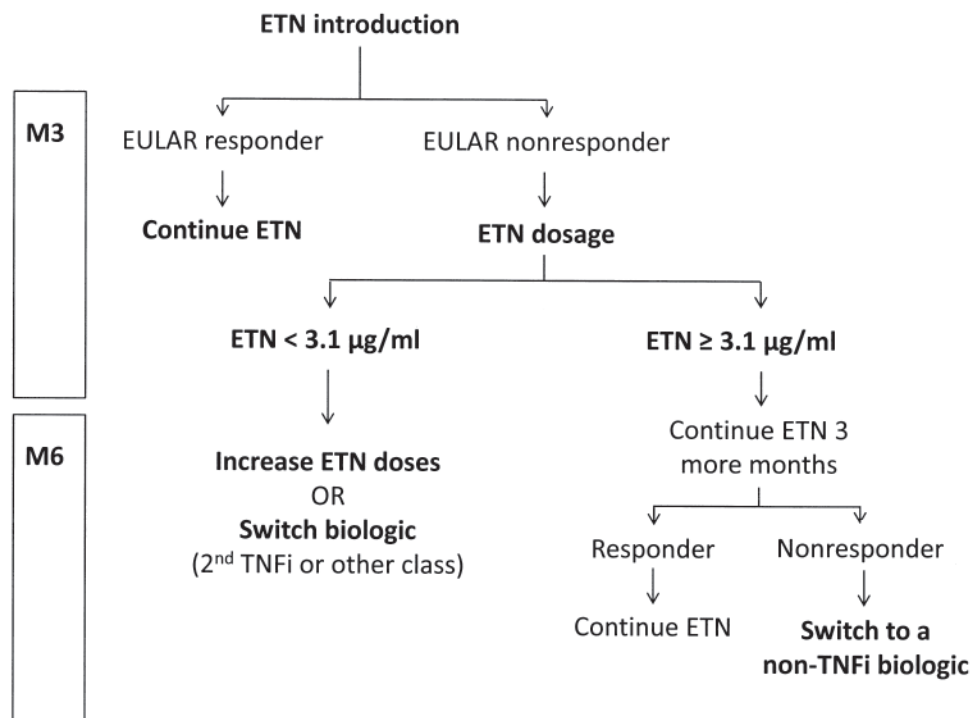 ETN introduction
M3
EULAR responder
EULAR nonresponder
Continue ETN
ETN dosage
ETN < 3.1 µg/ml
ETN ≥ 3.1 µg/ml
M6
Continue ETN 3
more months
Increase ETN doses
OR
Switch biologic
(2nd TNFi or other class)
Responder
Nonresponder
Continue ETN
Switch to a
non-TNFi biologic